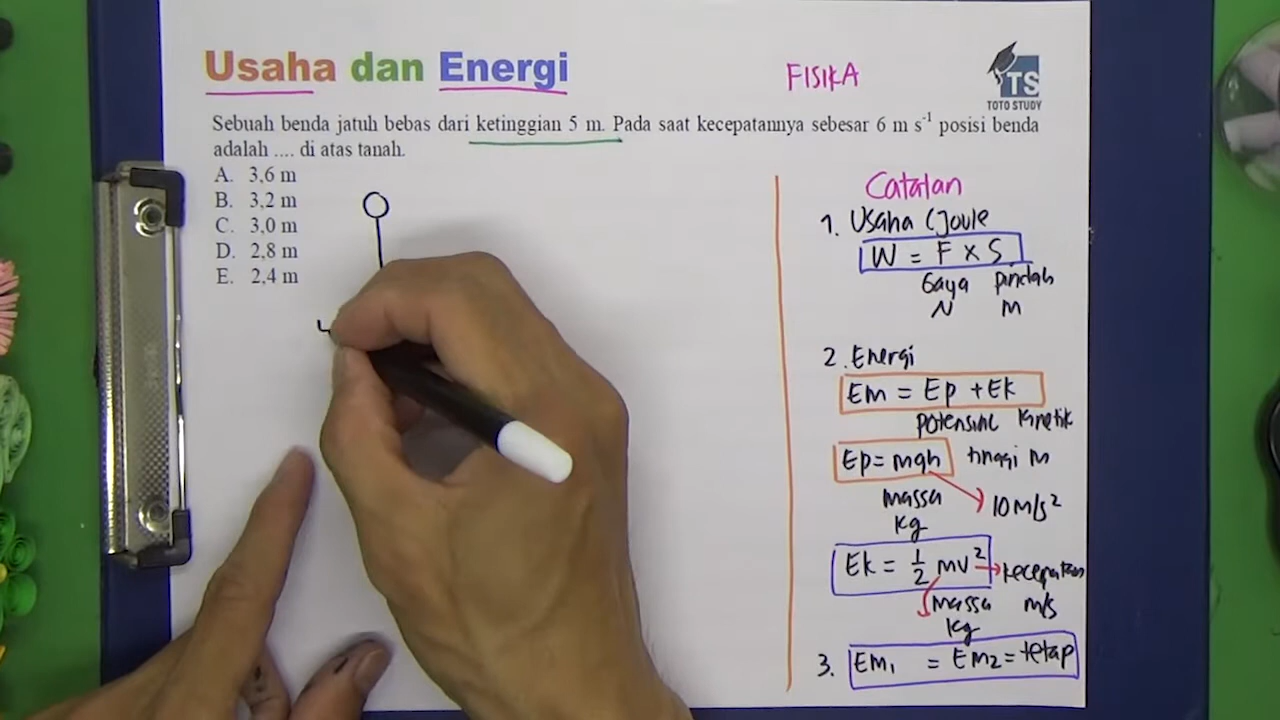 Usaha dan Energi
FISIKA
TS
TOTO STUDY
Sebuah benda jatuh bebas dari ketinggian 5 m. Pada saat kecepatannya sebesar 6 m s⁻¹ posisi benda
adalah .... di atas tanah.
A. 3,6 m
B. 3,2 m
C. 3,0 m
D. 2,8 m
E. 2,4 m
Catatan
1. Usaha (Joule
W = F x S
Gaya pindah
N M
2. Energi
Em = Ep + Ek
potensial kinetik
Ep = mgh tinggi m
massa 10 m/s²
kg
Ek = 1/2 mv² kecepatan
massa m/s
kg
3. Em₁ = Em₂ = tetap